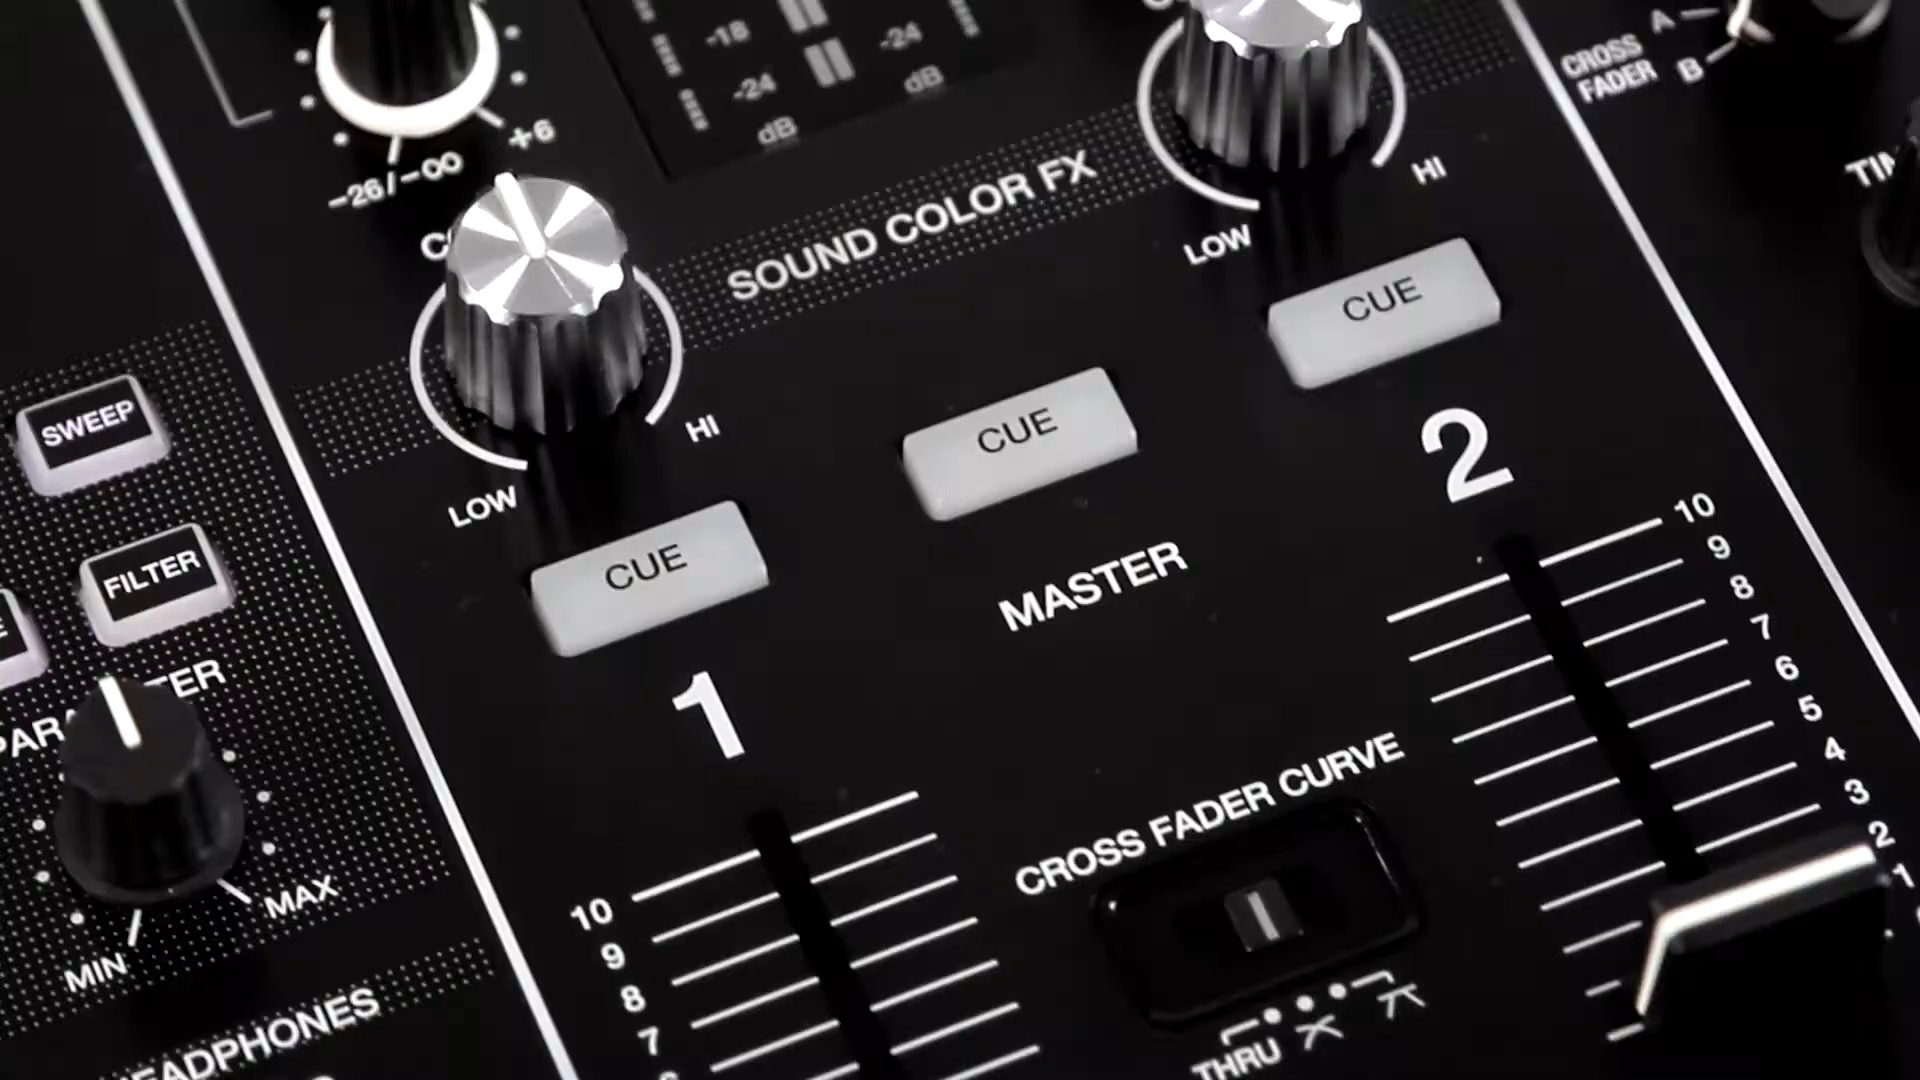 -18
-24
-24
dB
dB
+6
-26/-∞
CROSS
FADER
A
B
SOUND COLOR FX
HI
LOW
HI
LOW
CUE
CUE
CUE
SWEEP
FILTER
MIN
MAX
MASTER
1
2
10
9
8
7
6
5
4
3
2
1
10
9
8
7
CROSS FADER CURVE
THRU